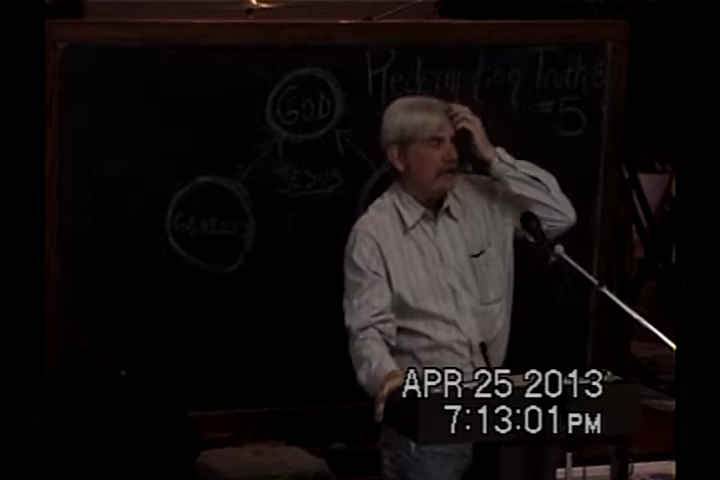 Redemption Truths
#5
GOD
JESUS
APR 25 2013
7:13:01 PM